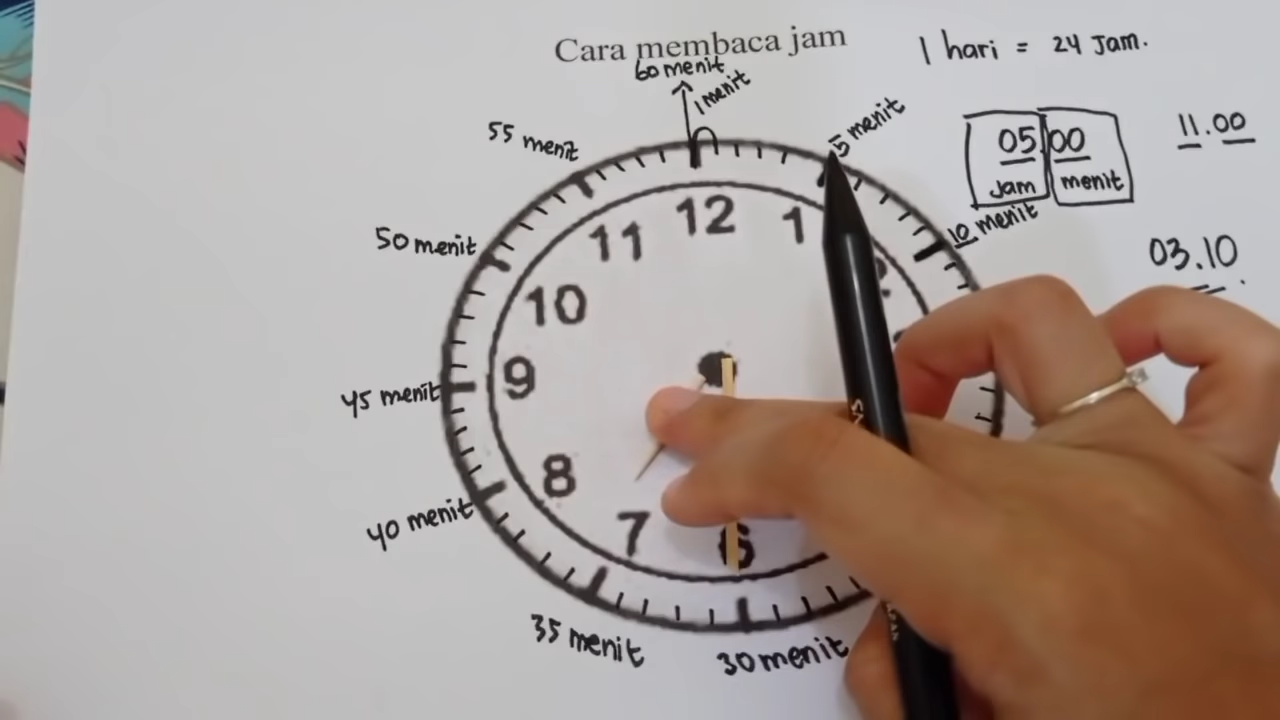 Cara membaca jam
1 hari = 24 Jam.
60 menit
1 menit
5 menit
10 menit
05 00
Jam menit
11.00
03.10
55 menit
50 menit
45 menit
40 menit
35 menit
30 menit
12
1
11
10
9
8
7
6